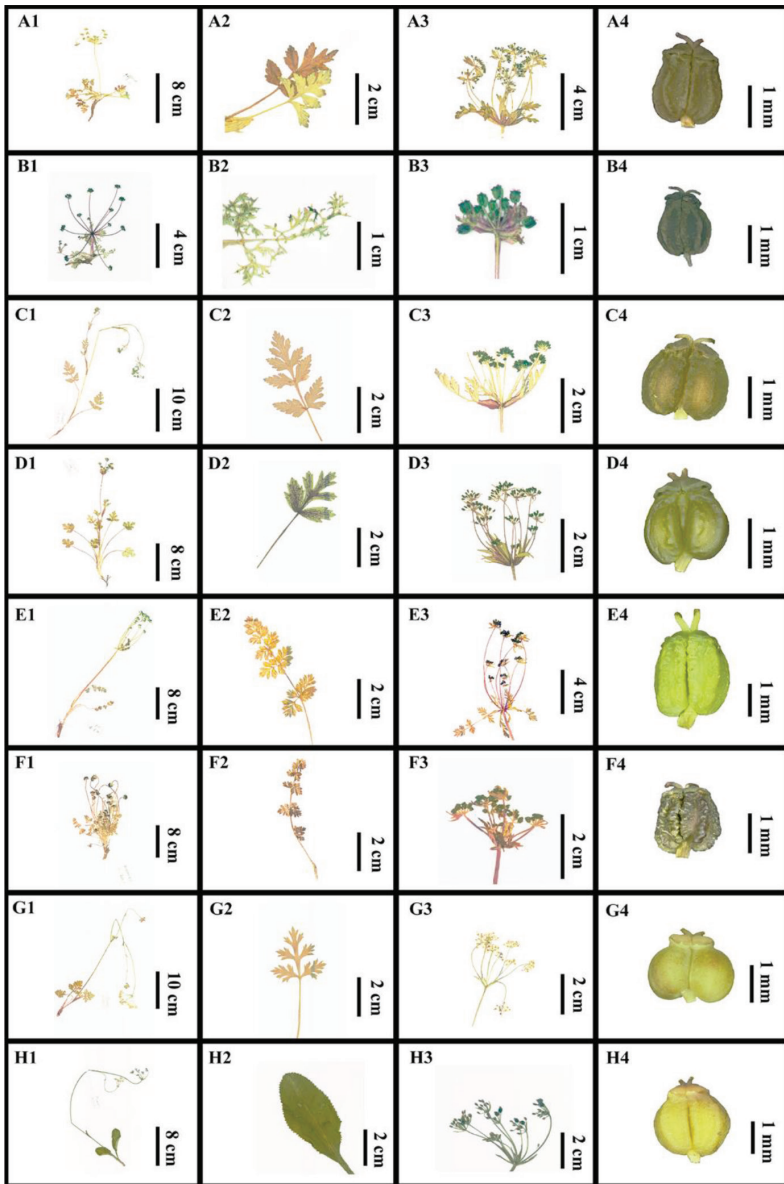 A1 8 cm A2 2 cm A3 4 cm A4 1 mm
B1 4 cm B2 1 cm B3 1 cm B4 1 mm
C1 10 cm C2 2 cm C3 2 cm C4 1 mm
D1 8 cm D2 2 cm D3 2 cm D4 1 mm
E1 8 cm E2 2 cm E3 4 cm E4 1 mm
F1 8 cm F2 2 cm F3 2 cm F4 1 mm
G1 10 cm G2 2 cm G3 2 cm G4 1 mm
H1 8 cm H2 2 cm H3 2 cm H4 1 mm